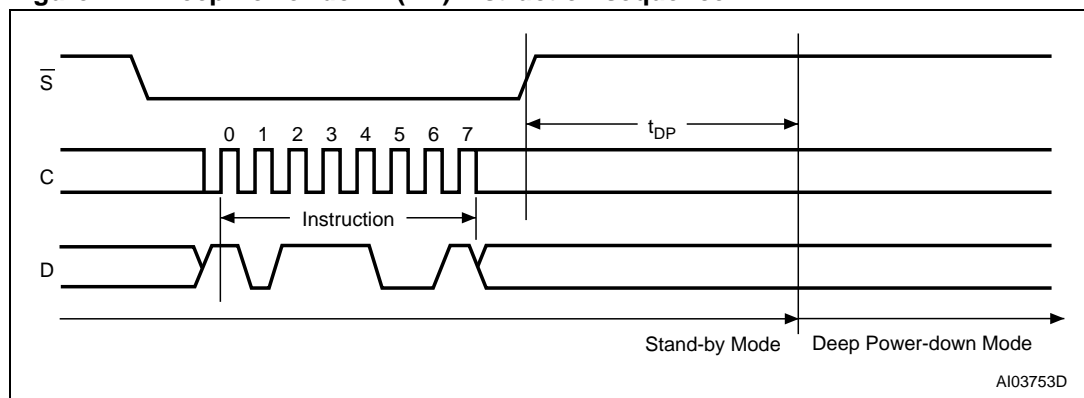 S
0 1 2 3 4 5 6 7
tDP
C
Instruction
D
Stand-by Mode Deep Power-down Mode
AI03753D